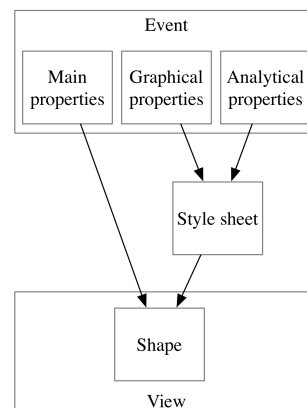 Event
Main
properties
Graphical
properties
Analytical
properties
Style sheet
Shape
View